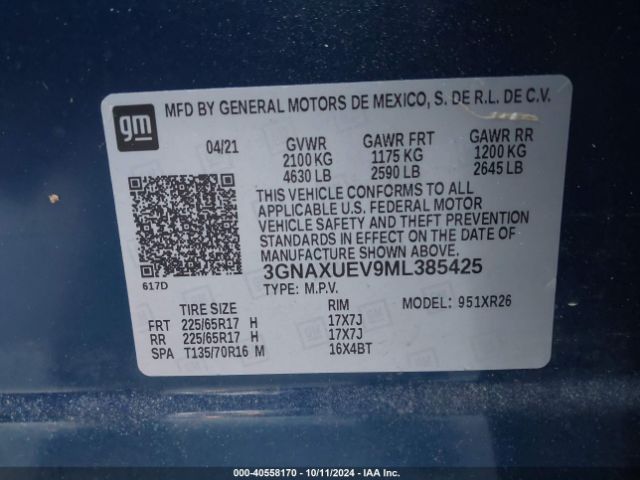 gm
MFD BY GENERAL MOTORS DE MEXICO, S. DE R.L. DE C.V.
04/21 GVWR GAWR FRT GAWR RR
2100 KG 1175 KG 1200 KG
4630 LB 2590 LB 2645 LB
THIS VEHICLE CONFORMS TO ALL
APPLICABLE U.S. FEDERAL MOTOR
VEHICLE SAFETY AND THEFT PREVENTION
STANDARDS IN EFFECT ON THE DATE OF
MANUFACTURE SHOWN ABOVE.
617D
3GNAXUEV9ML385425
TYPE: M.P.V.
TIRE SIZE RIM MODEL: 951XR26
FRT 225/65R17 H 17X7J
RR 225/65R17 H 17X7J
SPA T135/70R16 M 16X4BT
000-40558170 - 10/11/2024 - IAA Inc.